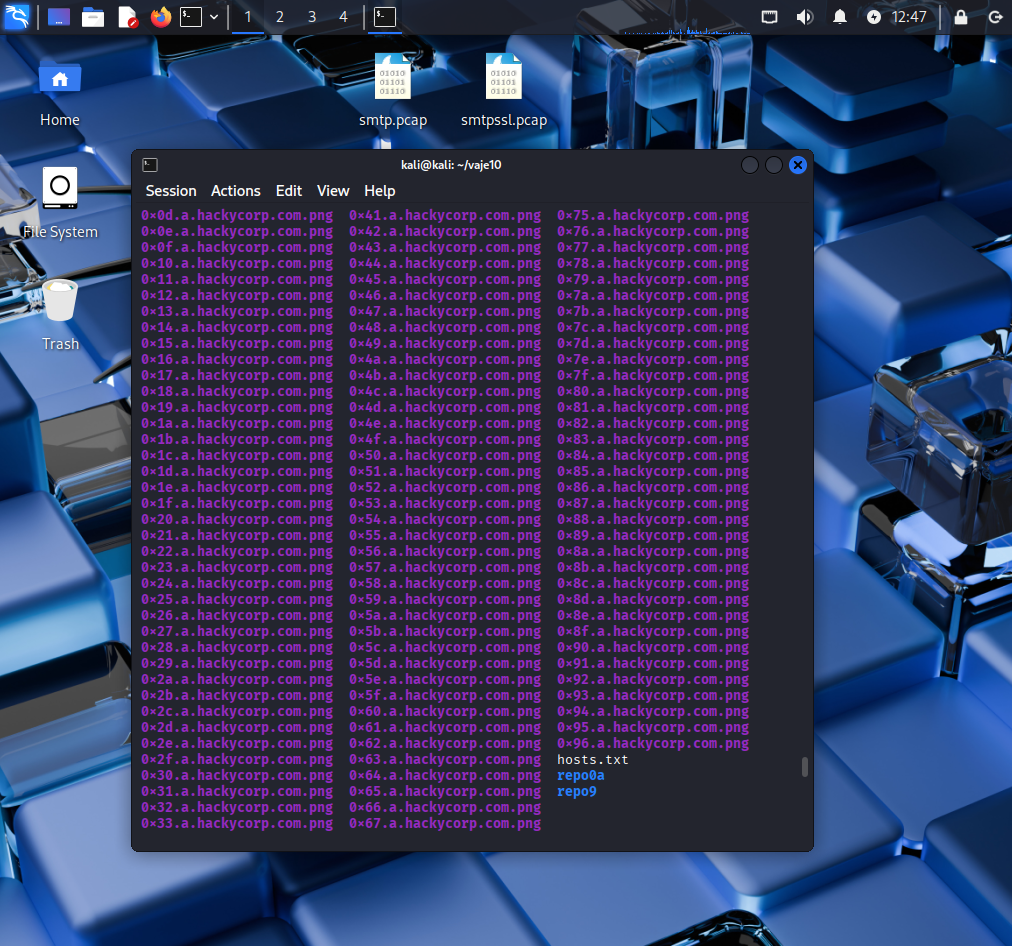 1 2 3 4 12:47
Home
smtp.pcap
smtpssl.pcap
File System
Trash
kali@kali: ~/vaje10
Session Actions Edit View Help
0x0d.a.hackycorp.com.png 0x41.a.hackycorp.com.png 0x75.a.hackycorp.com.png
0x0e.a.hackycorp.com.png 0x42.a.hackycorp.com.png 0x76.a.hackycorp.com.png
0x0f.a.hackycorp.com.png 0x43.a.hackycorp.com.png 0x77.a.hackycorp.com.png
0x10.a.hackycorp.com.png 0x44.a.hackycorp.com.png 0x78.a.hackycorp.com.png
0x11.a.hackycorp.com.png 0x45.a.hackycorp.com.png 0x79.a.hackycorp.com.png
0x12.a.hackycorp.com.png 0x46.a.hackycorp.com.png 0x7a.a.hackycorp.com.png
0x13.a.hackycorp.com.png 0x47.a.hackycorp.com.png 0x7b.a.hackycorp.com.png
0x14.a.hackycorp.com.png 0x48.a.hackycorp.com.png 0x7c.a.hackycorp.com.png
0x15.a.hackycorp.com.png 0x49.a.hackycorp.com.png 0x7d.a.hackycorp.com.png
0x16.a.hackycorp.com.png 0x4a.a.hackycorp.com.png 0x7e.a.hackycorp.com.png
0x17.a.hackycorp.com.png 0x4b.a.hackycorp.com.png 0x7f.a.hackycorp.com.png
0x18.a.hackycorp.com.png 0x4c.a.hackycorp.com.png 0x80.a.hackycorp.com.png
0x19.a.hackycorp.com.png 0x4d.a.hackycorp.com.png 0x81.a.hackycorp.com.png
0x1a.a.hackycorp.com.png 0x4e.a.hackycorp.com.png 0x82.a.hackycorp.com.png
0x1b.a.hackycorp.com.png 0x4f.a.hackycorp.com.png 0x83.a.hackycorp.com.png
0x1c.a.hackycorp.com.png 0x50.a.hackycorp.com.png 0x84.a.hackycorp.com.png
0x1d.a.hackycorp.com.png 0x51.a.hackycorp.com.png 0x85.a.hackycorp.com.png
0x1e.a.hackycorp.com.png 0x52.a.hackycorp.com.png 0x86.a.hackycorp.com.png
0x1f.a.hackycorp.com.png 0x53.a.hackycorp.com.png 0x87.a.hackycorp.com.png
0x20.a.hackycorp.com.png 0x54.a.hackycorp.com.png 0x88.a.hackycorp.com.png
0x21.a.hackycorp.com.png 0x55.a.hackycorp.com.png 0x89.a.hackycorp.com.png
0x22.a.hackycorp.com.png 0x56.a.hackycorp.com.png 0x8a.a.hackycorp.com.png
0x23.a.hackycorp.com.png 0x57.a.hackycorp.com.png 0x8b.a.hackycorp.com.png
0x24.a.hackycorp.com.png 0x58.a.hackycorp.com.png 0x8c.a.hackycorp.com.png
0x25.a.hackycorp.com.png 0x59.a.hackycorp.com.png 0x8d.a.hackycorp.com.png
0x26.a.hackycorp.com.png 0x5a.a.hackycorp.com.png 0x8e.a.hackycorp.com.png
0x27.a.hackycorp.com.png 0x5b.a.hackycorp.com.png 0x8f.a.hackycorp.com.png
0x28.a.hackycorp.com.png 0x5c.a.hackycorp.com.png 0x90.a.hackycorp.com.png
0x29.a.hackycorp.com.png 0x5d.a.hackycorp.com.png 0x91.a.hackycorp.com.png
0x2a.a.hackycorp.com.png 0x5e.a.hackycorp.com.png 0x92.a.hackycorp.com.png
0x2b.a.hackycorp.com.png 0x5f.a.hackycorp.com.png 0x93.a.hackycorp.com.png
0x2c.a.hackycorp.com.png 0x60.a.hackycorp.com.png 0x94.a.hackycorp.com.png
0x2d.a.hackycorp.com.png 0x61.a.hackycorp.com.png 0x95.a.hackycorp.com.png
0x2e.a.hackycorp.com.png 0x62.a.hackycorp.com.png 0x96.a.hackycorp.com.png
0x2f.a.hackycorp.com.png 0x63.a.hackycorp.com.png hosts.txt
0x30.a.hackycorp.com.png 0x64.a.hackycorp.com.png repo0a
0x31.a.hackycorp.com.png 0x65.a.hackycorp.com.png repo9
0x32.a.hackycorp.com.png 0x66.a.hackycorp.com.png
0x33.a.hackycorp.com.png 0x67.a.hackycorp.com.png